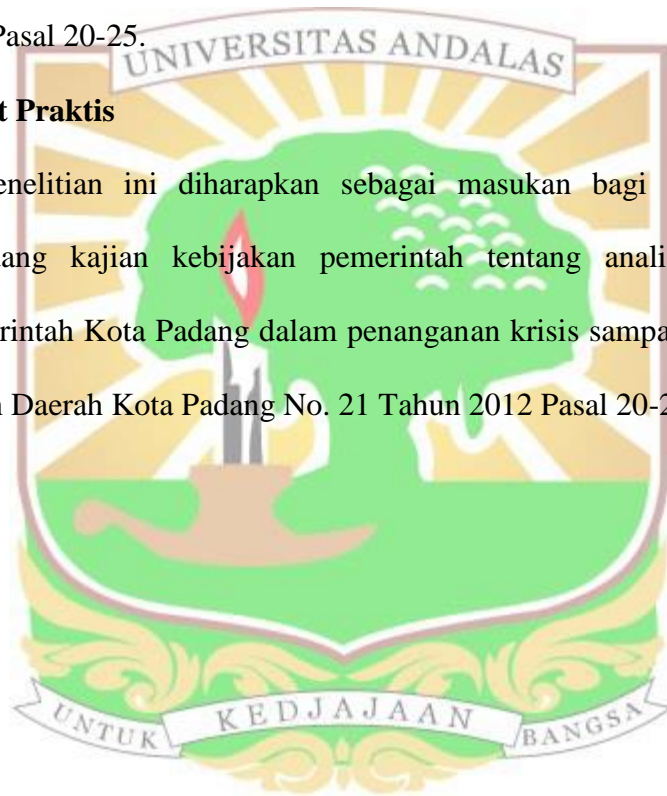 Pasal 20-25.
UNIVERSITAS ANDALAS
t Praktis
enelitian ini diharapkan sebagai masukan bagi
ang kajian kebijakan pemerintah tentang anali
rintah Kota Padang dalam penanganan krisis sampa
n Daerah Kota Padang No. 21 Tahun 2012 Pasal 20-2
UNTUK KEDJAJAAN BANGSA